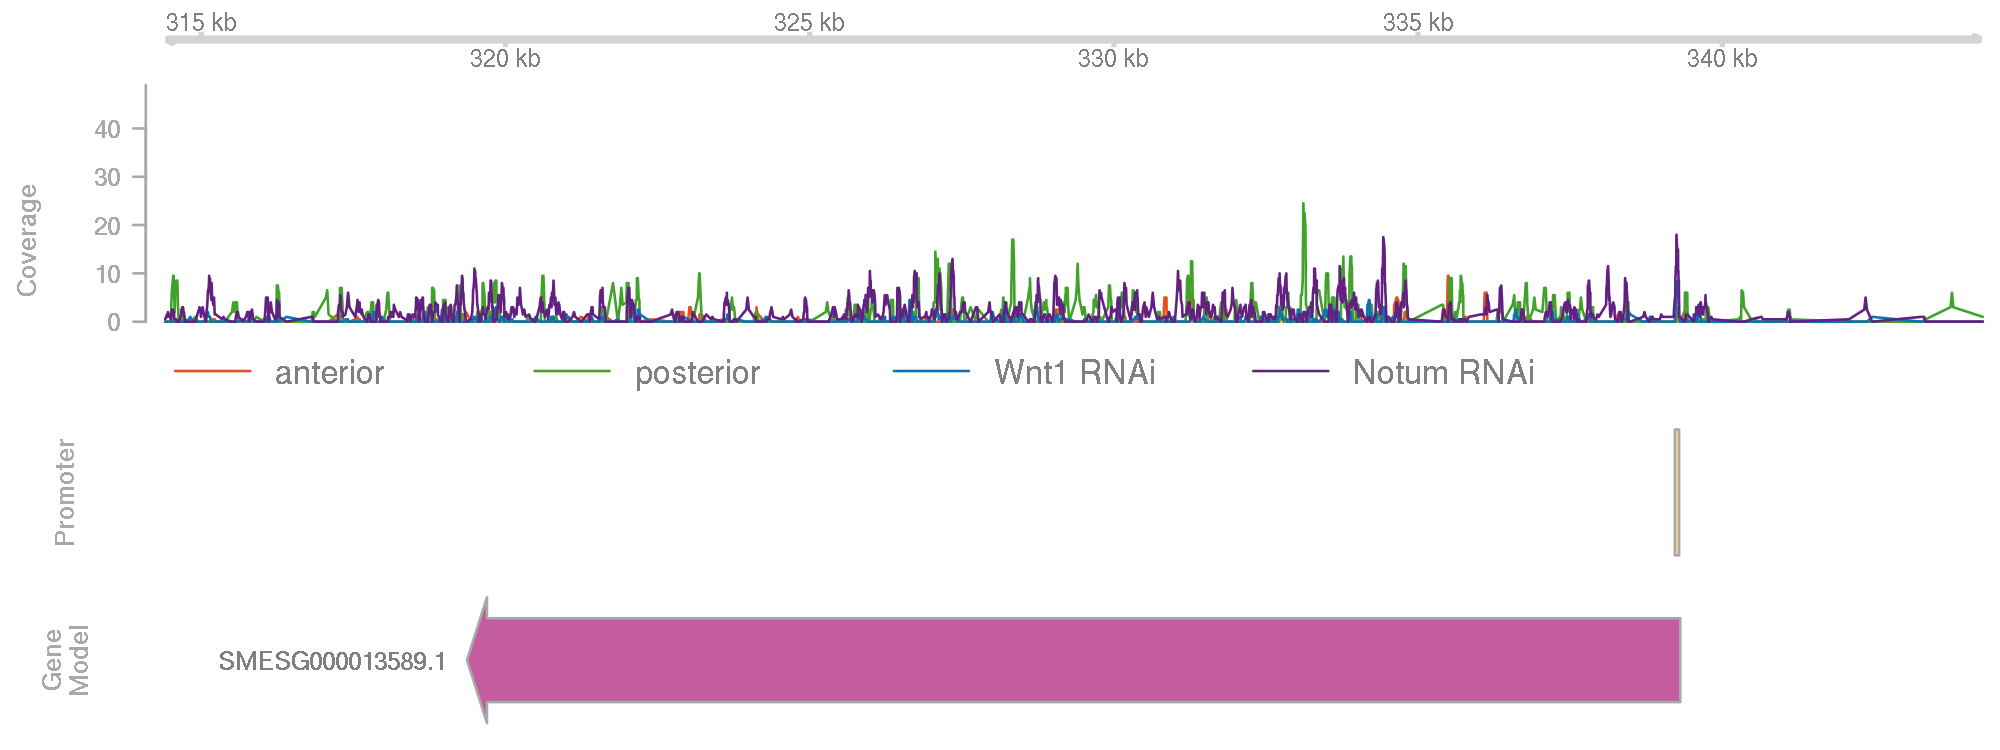 315 kb 325 kb 335 kb
320 kb 330 kb 340 kb
Coverage
40
30
20
10
0
anterior posterior Wnt1 RNAi Notum RNAi
Promoter
Gene
Model
SMESG000013589.1